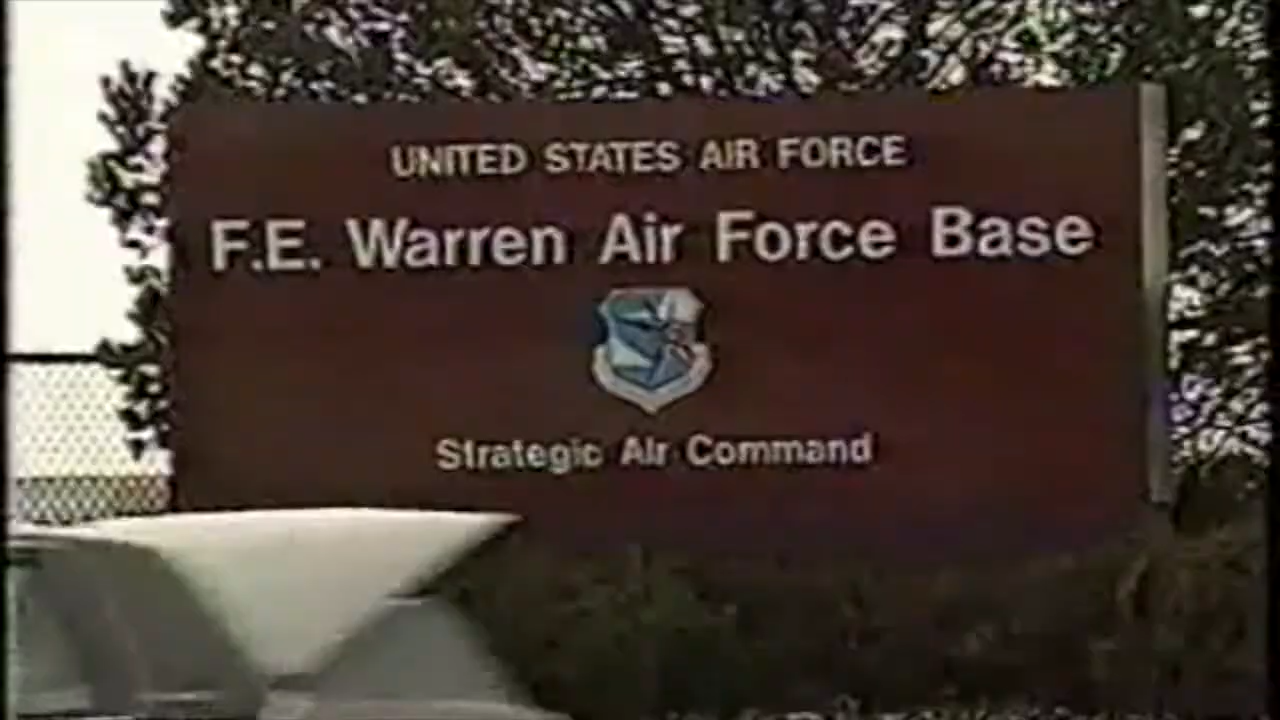 UNITED STATES AIR FORCE
F.E. Warren Air Force Base
Strategic Air Command